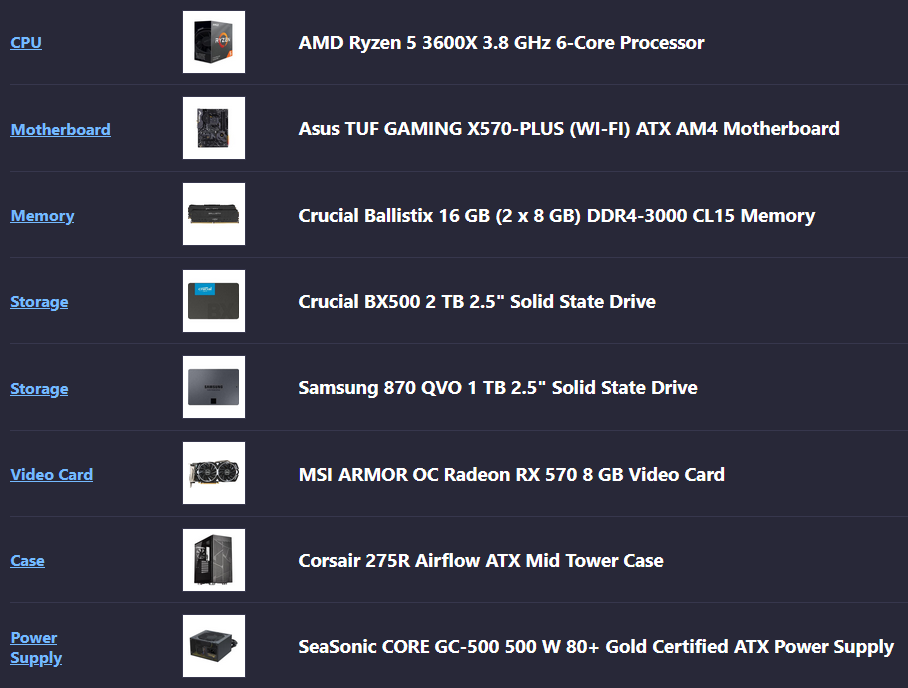 CPU
AMD Ryzen 5 3600X 3.8 GHz 6-Core Processor
Motherboard
Asus TUF GAMING X570-PLUS (WI-FI) ATX AM4 Motherboard
Memory
Crucial Ballistix 16 GB (2 x 8 GB) DDR4-3000 CL15 Memory
Storage
Crucial BX500 2 TB 2.5" Solid State Drive
Storage
Samsung 870 QVO 1 TB 2.5" Solid State Drive
Video Card
MSI ARMOR OC Radeon RX 570 8 GB Video Card
Case
Corsair 275R Airflow ATX Mid Tower Case
Power
Supply
SeaSonic CORE GC-500 500 W 80+ Gold Certified ATX Power Supply
RYZEN
crucial
SAMSUNG